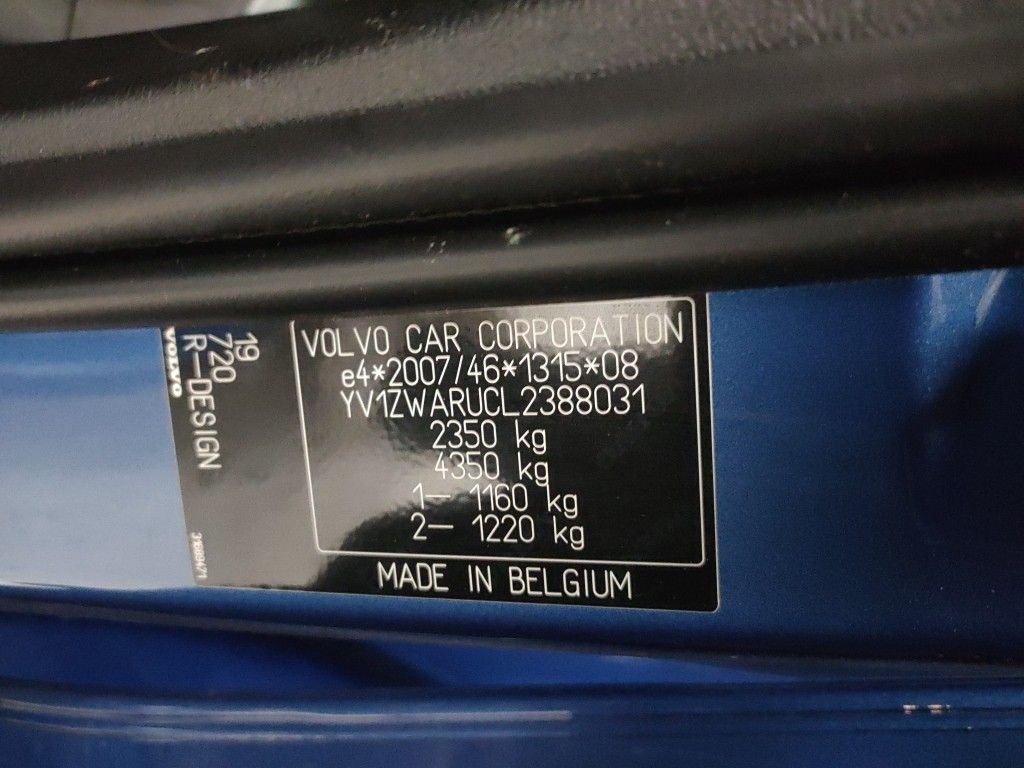 VOLVO CAR CORPORATION
e4*2007/46*1315*08
YV1ZWARUCL2388031
2350 kg
4350 kg
1– 1160 kg
2– 1220 kg
MADE IN BELGIUM
19
720
R-DESIGN
VOLVO